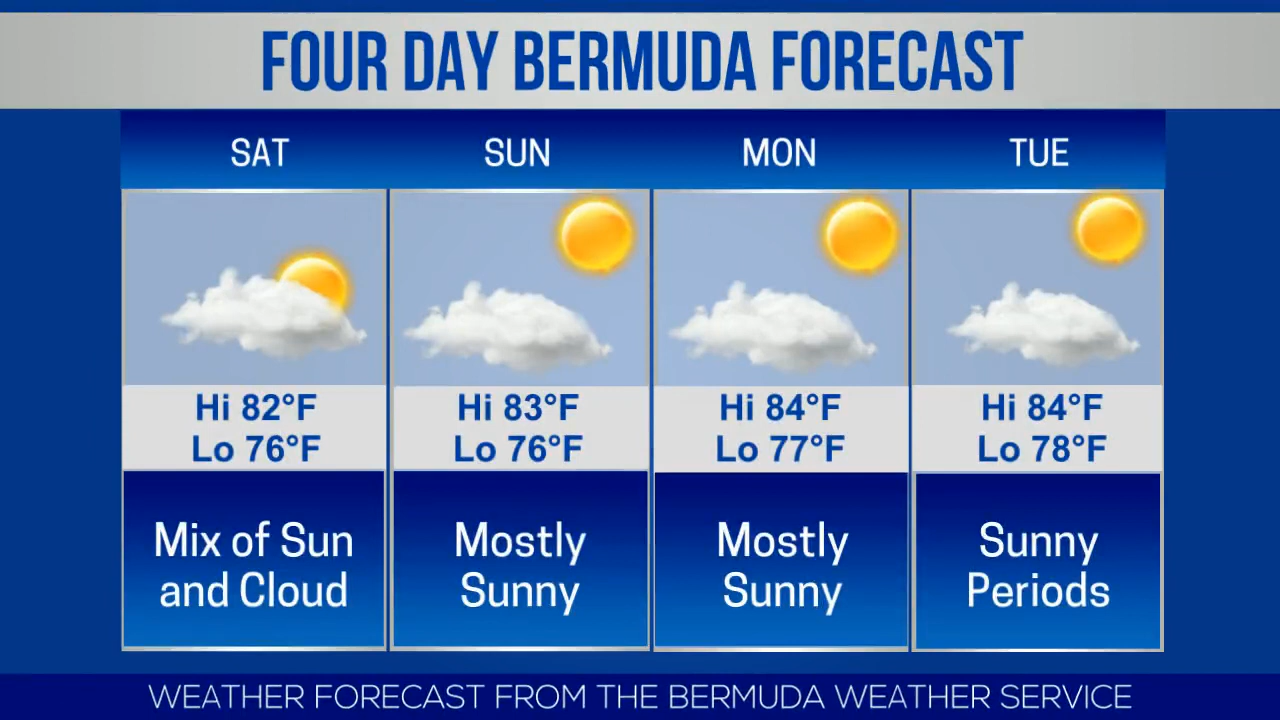 FOUR DAY BERMUDA FORECAST
SAT
SUN
MON
TUE
Hi 82°F
Lo 76°F
Hi 83°F
Lo 76°F
Hi 84°F
Lo 77°F
Hi 84°F
Lo 78°F
Mix of Sun
and Cloud
Mostly
Sunny
Mostly
Sunny
Sunny
Periods
WEATHER FORECAST FROM THE BERMUDA WEATHER SERVICE